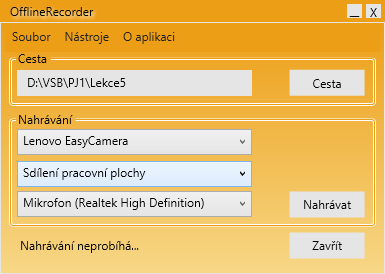 OfflineRecorder
Soubor Nástroje O aplikaci
Cesta
D:\VSB\PJ1\Lekce5 Cesta
Nahrávání
Lenovo EasyCamera
Sdílení pracovní plochy
Mikrofon (Realtek High Definition) Nahrávat
Nahrávání neprobíhá... Zavřít